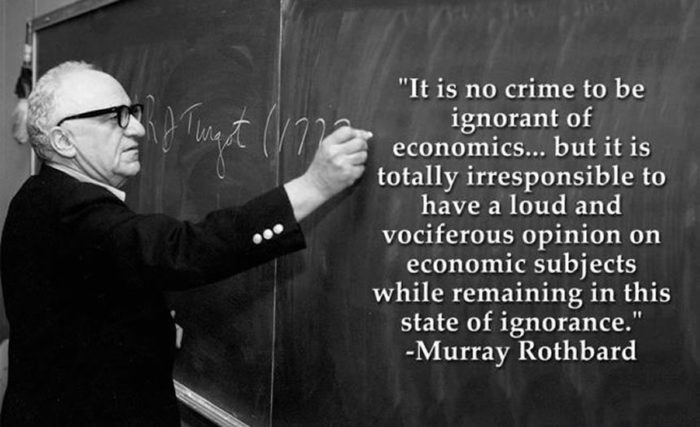 Turgot
"It is no crime to be
ignorant of
economics... but it is
totally irresponsible to
have a loud and
vociferous opinion on
economic subjects
while remaining in this
state of ignorance."
-Murray Rothbard